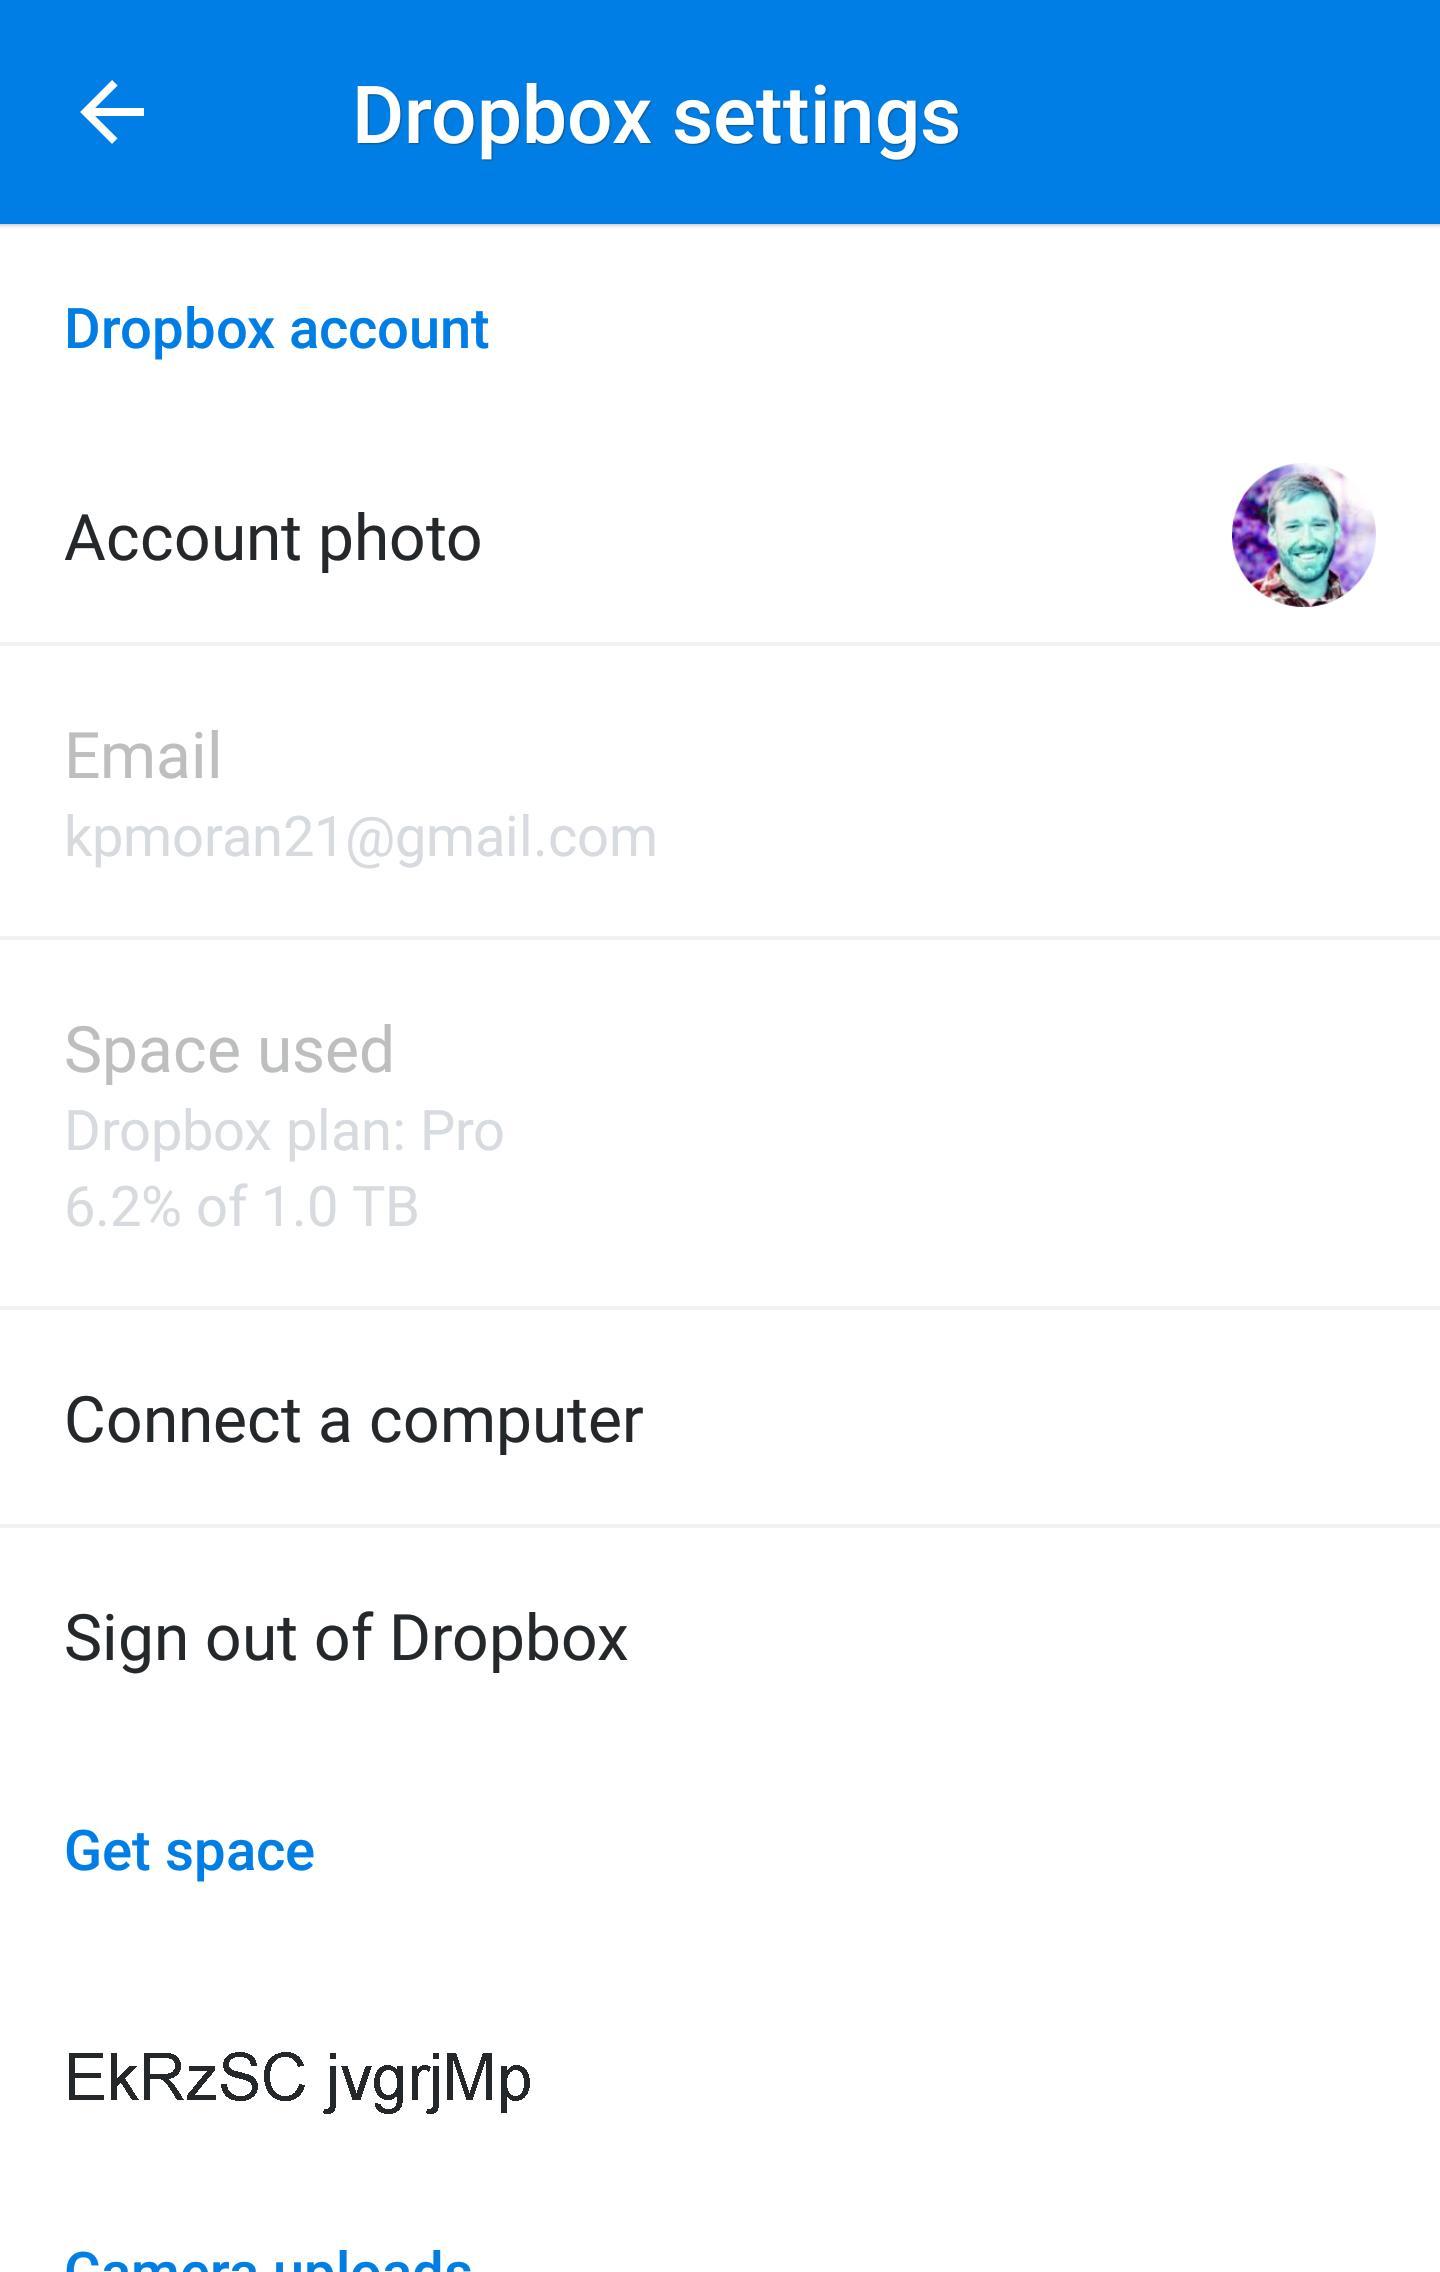 Dropbox settings
Dropbox account
Account photo
Email
kpmoran21@gmail.com
Space used
Dropbox plan: Pro
6.2% of 1.0 TB
Connect a computer
Sign out of Dropbox
Get space
EkRzSC jvgrjMp
Camera uploads